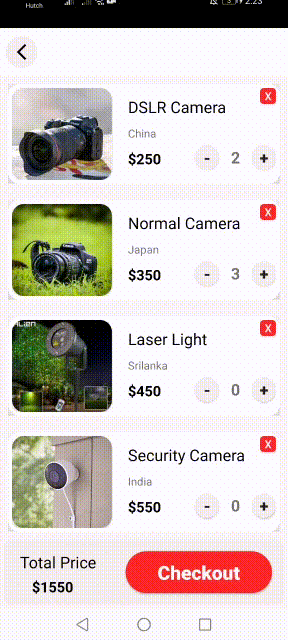 Hutch
2:23
DSLR Camera
X
China
$250
- 2 +
Normal Camera
X
Japan
$350
- 3 +
Laser Light
X
Srilanka
$450
- 0 +
Security Camera
X
India
$550
- 0 +
Total Price
$1550
Checkout